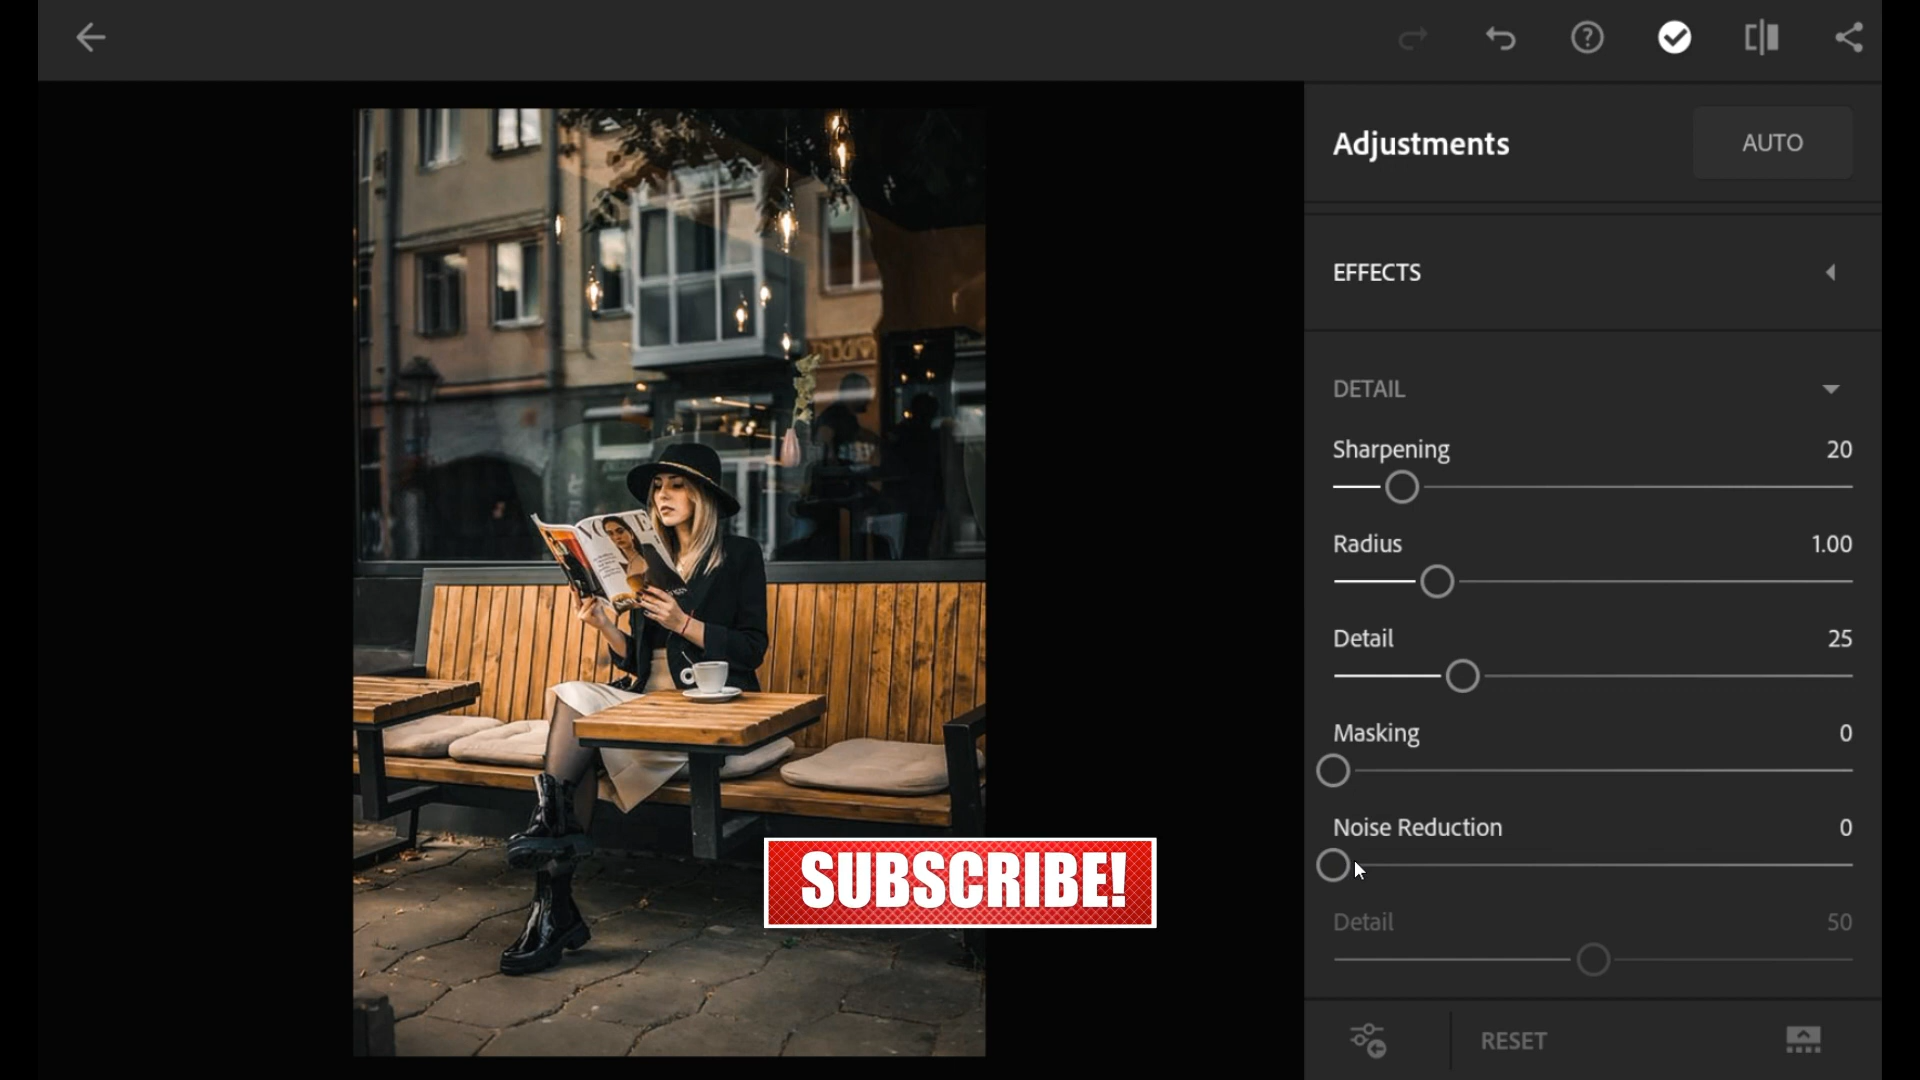 Adjustments
AUTO
EFFECTS
DETAIL
Sharpening 20
Radius 1.00
Detail 25
Masking 0
Noise Reduction 0
Detail 50
RESET
SUBSCRIBE!